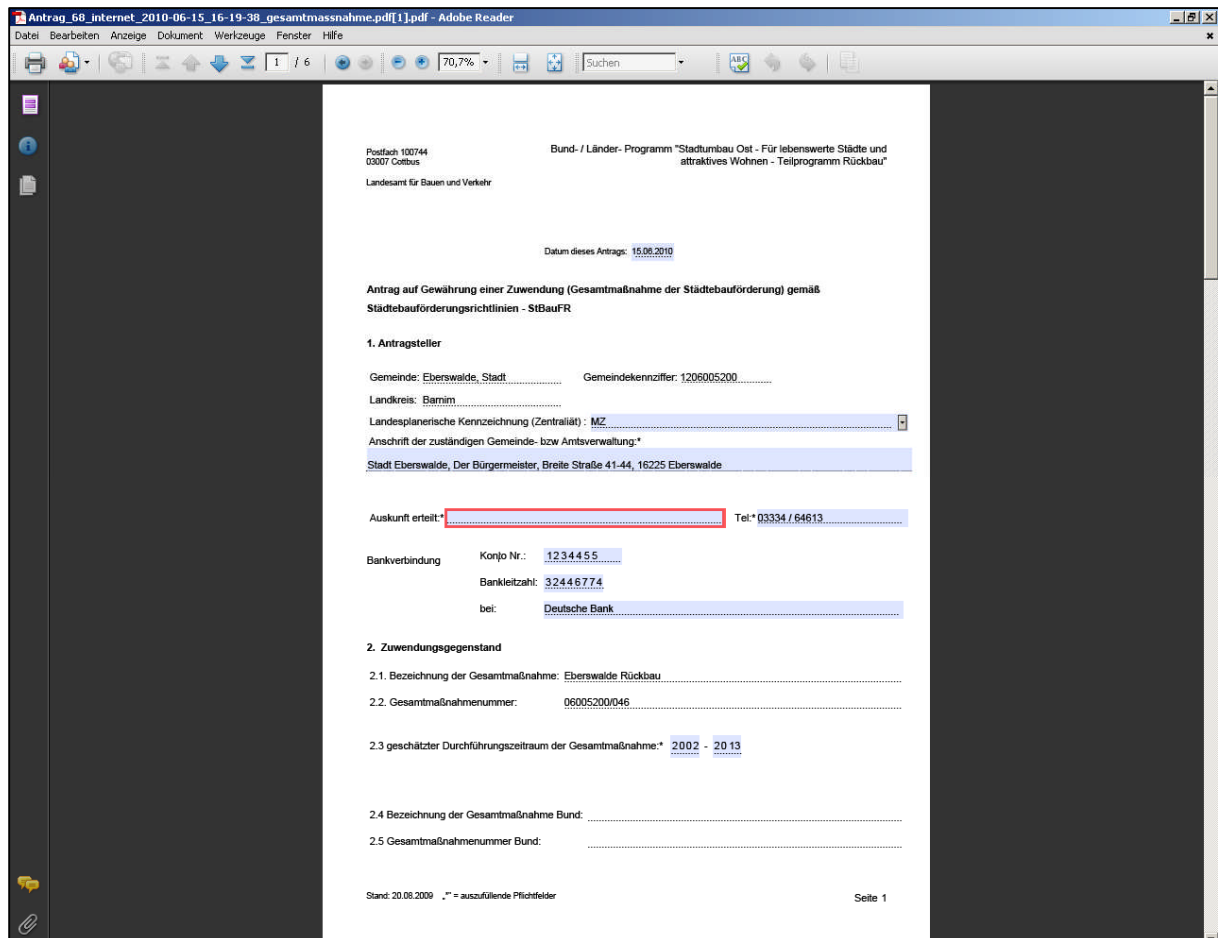 Antrag_68_internet_2010-06-15_16-19-38_gesamtmassnahme.pdf[1].pdf - Adobe Reader
Datei Bearbeiten Anzeige Dokument Werkzeuge Fenster Hilfe
1 / 6 70,7% Suchen
Postfach 100744
03007 Cottbus
Landesamt für Bauen und Verkehr
Bund- / Länder- Programm "Stadtumbau Ost - Für lebenswerte Städte und
attraktives Wohnen - Teilprogramm Rückbau"
Datum dieses Antrags: 15.06.2010
Antrag auf Gewährung einer Zuwendung (Gesamtmaßnahme der Städtebauförderung) gemäß
Städtebauförderungsrichtlinien - StBauFR
1. Antragsteller
Gemeinde: Eberswalde, Stadt Gemeindekennziffer: 1206005200
Landkreis: Barnim
Landesplanerische Kennzeichnung (Zentraliät) : MZ
Anschrift der zuständigen Gemeinde- bzw Amtsverwaltung:*
Stadt Eberswalde, Der Bürgermeister, Breite Straße 41-44, 16225 Eberswalde
Auskunft erteilt:* Tel:* 03334 / 64613
Bankverbindung Konto Nr.: 1234455
Bankleitzahl: 32446774
bei: Deutsche Bank
2. Zuwendungsgegenstand
2.1. Bezeichnung der Gesamtmaßnahme: Eberswalde Rückbau
2.2. Gesamtmaßnahmenummer: 06005200/046
2.3 geschätzter Durchführungszeitraum der Gesamtmaßnahme:* 2002 - 2013
2.4 Bezeichnung der Gesamtmaßnahme Bund:
2.5 Gesamtmaßnahmenummer Bund:
Stand: 20.08.2009 „*" = auszufüllende Pflichtfelder
Seite 1